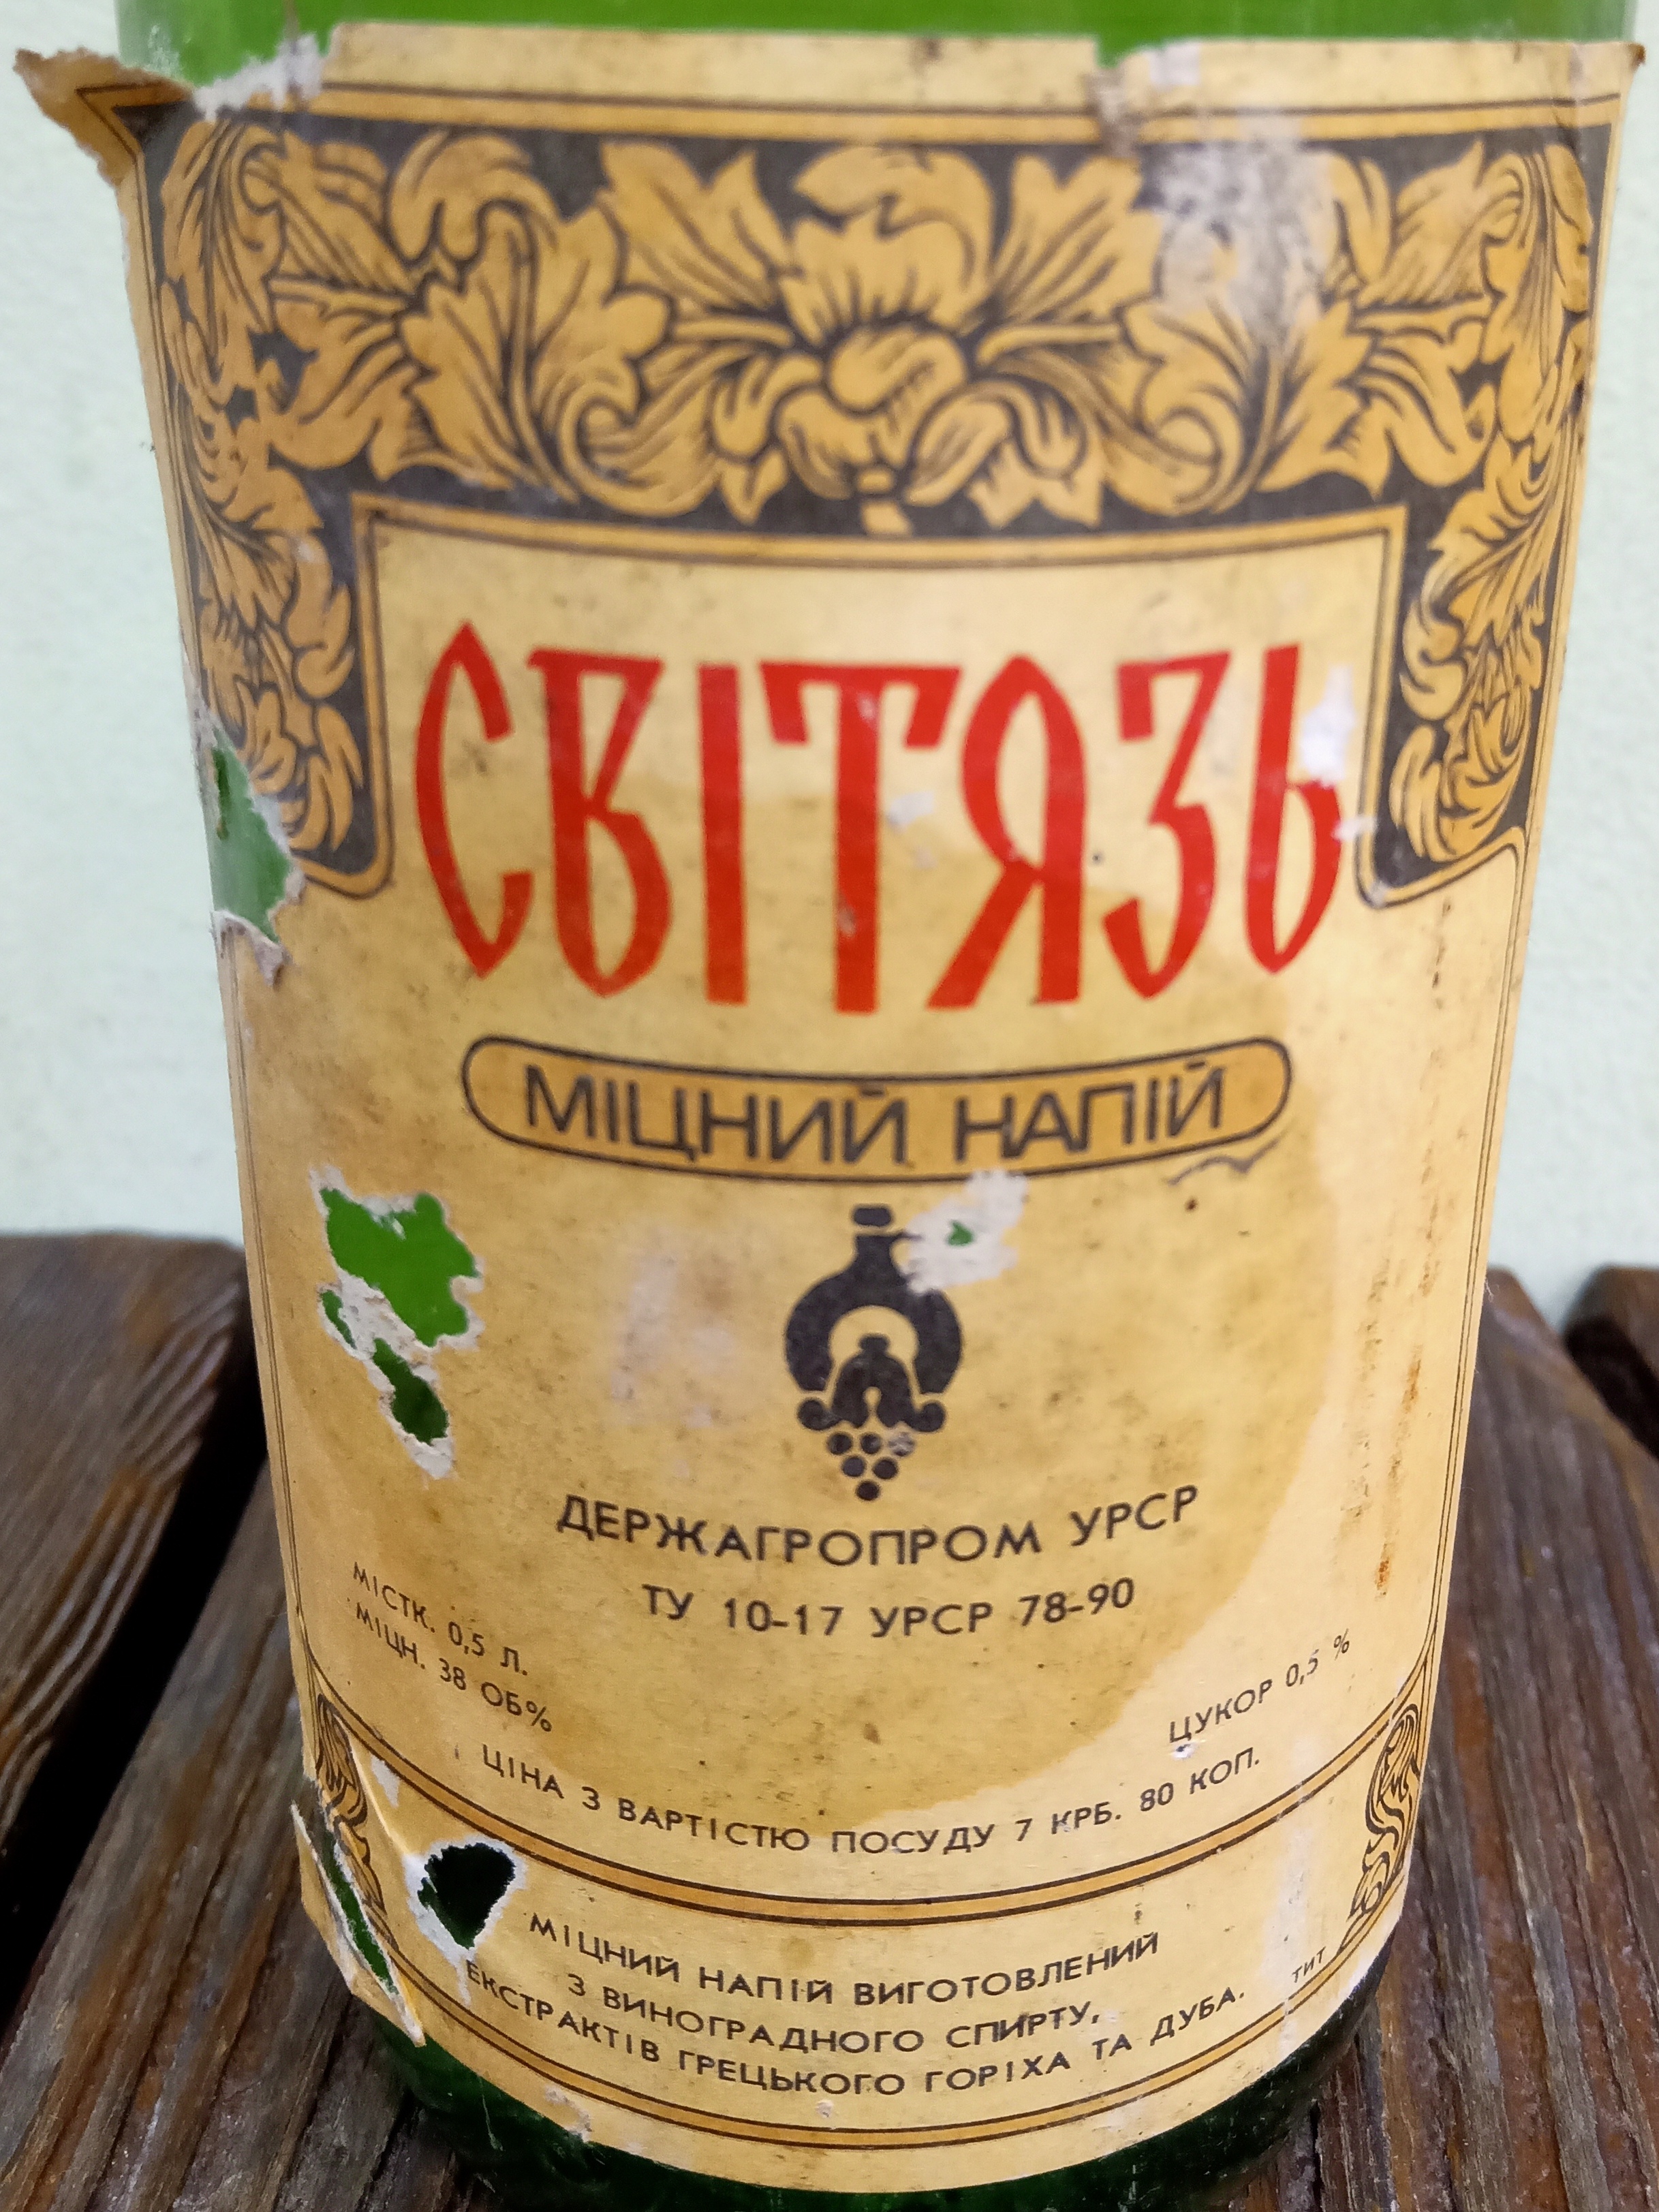 СВІТЯЗЬ
МІЦНИЙ НАПІЙ
ДЕРЖАГРОПРОМ УРСР
ТУ 10-17 УРСР 78-90
МІСТК. 0,5 Л.
МІЦН. 38 ОБ%
ЦУКОР 0,5 %
ЦІНА З ВАРТІСТЮ ПОСУДУ 7 КРБ. 80 КОП.
МІЦНИЙ НАПІЙ ВИГОТОВЛЕНИЙ
З ВИНОГРАДНОГО СПИРТУ,
ЕКСТРАКТІВ ГРЕЦЬКОГО ГОРІХА ТА ДУБА.
ТИТ